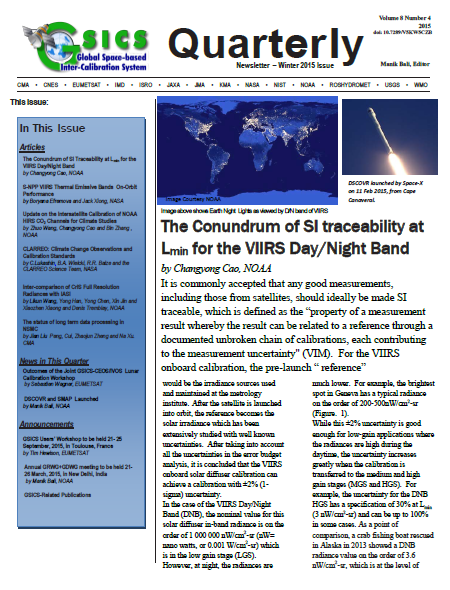 GSICS
Global Space-based
Inter-Calibration System
Quarterly
Newsletter – Winter 2015 Issue
Volume 8 Number 4
2015
doi: 10.7289/V5KW5CZB
Manik Bali, Editor
CMA • CNES • EUMETSAT • IMD • ISRO • JAXA • JMA • KMA • NASA • NIST • NOAA • ROSHYDROMET • USGS • WMO
This Issue:
In This Issue
Articles
The Conundrum of SI Traceability at Lmin for the
VIIRS Day/Night Band
by Changyong Cao, NOAA
S-NPP VIIRS Thermal Emissive Bands On-Orbit
Performance
by Boryana Efremova and Jack Xiong, NASA
Update on the Intersatellite Calibration of NOAA
HIRS CO2 Channels for Climate Studies
by Zhuo Wang, Changyong Cao and Bin Zhang ,
NOAA
CLARREO: Climate Change Observations and
Calibration Standards
by C.Lukashin, B.A. Wielicki, R.R. Baize and the
CLARREO Science Team, NASA
Inter-comparison of CrIS Full Resolution
Radiances with IASI
by Likun Wang, Yong Han, Yong Chen, Xin Jin and
Xiaozhen Xiong and Denis Tremblay, NOAA
The status of long term data processing in
NSMC
by Jian Liu Peng, Cui, Zhaojun Zheng and Na Xu,
CMA
News in This Quarter
Outcomes of the Joint GSICS-CEOS/IVOS Lunar
Calibration Workshop
by Sebastien Wagner, EUMETSAT
DSCOVR and SMAP Launched
by Manik Bali, NOAA
Announcements
GSICS Users' Workshop to be held 21- 25
September, 2015, in Toulouse, France
by Tim Hewison, EUMETSAT
Annual GRWG+GDWG meeting to be held 21-
26 March, 2015, in New Delhi, India
by Manik Bali, NOAA
GSICS-Related Publications
Image Courtesy NOAA
Image above shows Earth Night Lights as viewed by D/N band of VIIRS
DSCOVR launched by Space-X
on 11 Feb 2015, from Cape
Canaveral.
The Conundrum of SI traceability at
Lmin for the VIIRS Day/Night Band
by Changyong Cao, NOAA
It is commonly accepted that any good measurements,
including those from satellites, should ideally be made SI
traceable, which is defined as the “property of a measurement
result whereby the result can be related to a reference through a
documented unbroken chain of calibrations, each contributing
to the measurement uncertainty" (VIM). For the VIIRS
onboard calibration, the pre-launch “ reference”
would be the irradiance sources used
and maintained at the metrology
institute. After the satellite is launched
into orbit, the reference becomes the
solar irradiance which has been
extensively studied with well known
uncertainties. After taking into account
all the uncertainties in the error budget
analysis, it is concluded that the VIIRS
onboard solar diffuser calibration can
achieve a calibration with ±2% (1-
sigma) uncertainty.
In the case of the VIIRS Day/Night
Band (DNB), the nominal value for this
solar diffuser in-band radiance is on the
order of 1 000 000 nW/cm²-sr (nW=
nano watts, or 0.001 W/cm²-sr) which
is in the low gain stage (LGS).
However, at night, the radiances are
much lower. For example, the brightest
spot in Geneva has a typical radiance
on the order of 200-500nW/cm²-sr
(Figure. 1).
While this ±2% uncertainty is good
enough for low-gain applications where
the radiances are high during the
daytime, the uncertainty increases
greatly when the calibration is
transferred to the medium and high
gain stages (MGS and HGS). For
example, the uncertainty for the DNB
HGS has a specification of 30% at Lmin
(3 nW/cm²-sr) and can be up to 100%
in some cases. As a point of
comparison, a crab fishing boat rescued
in Alaska in 2013 showed a DNB
radiance value on the order of 3.6
nW/cm²-sr, which is at the level of